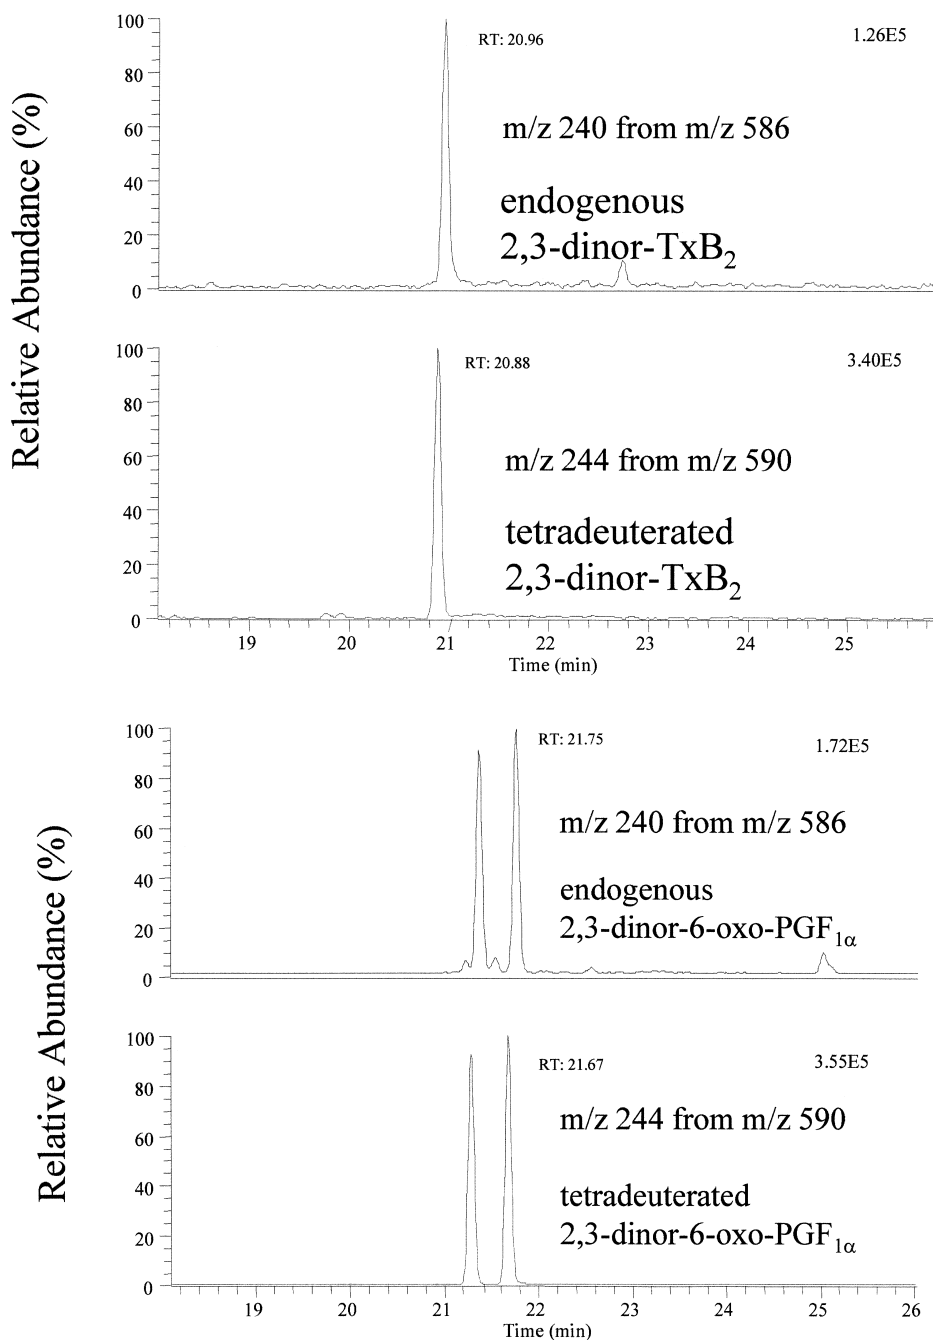 Relative Abundance (%)
100
80
60
40
20
0
RT: 20.96
1.26E5
m/z 240 from m/z 586
endogenous
2,3-dinor-TxB₂
100
80
60
40
20
0
RT: 20.88
3.40E5
m/z 244 from m/z 590
tetradeuterated
2,3-dinor-TxB₂
19 20 21 22 23 24 25
Time (min)
Relative Abundance (%)
100
80
60
40
20
0
RT: 21.75
1.72E5
m/z 240 from m/z 586
endogenous
2,3-dinor-6-oxo-PGF₁α
100
80
60
40
20
0
RT: 21.67
3.55E5
m/z 244 from m/z 590
tetradeuterated
2,3-dinor-6-oxo-PGF₁α
19 20 21 22 23 24 25 26
Time (min)